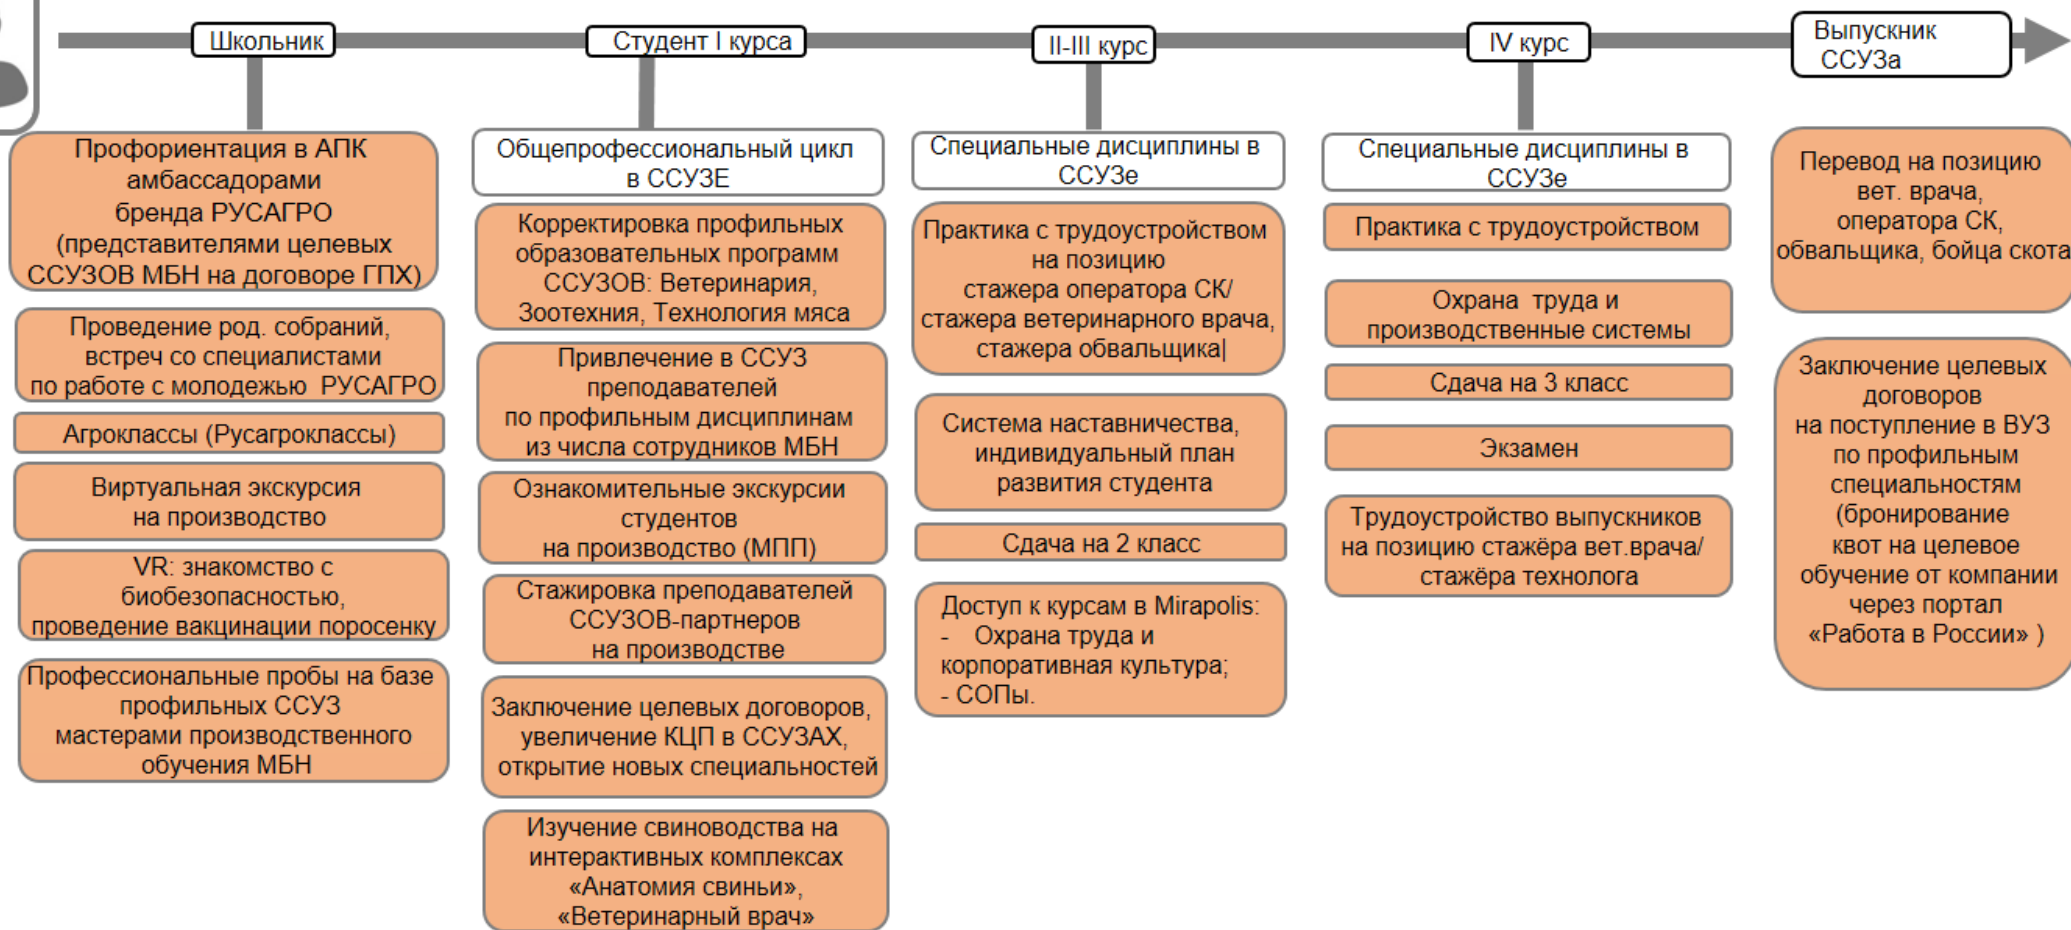 Школьник
Студент I курса
II-III курс
IV курс
Выпускник
ССУЗа
Профориентация в АПК
амбассадорами
бренда РУСАГРО
(представителями целевых
ССУЗОВ МБН на договоре ГПХ)
Проведение род. собраний,
встреч со специалистами
по работе с молодежью РУСАГРО
Агроклассы (Русагроклассы)
Виртуальная экскурсия
на производство
VR: знакомство с
биобезопасностью,
проведение вакцинации поросенку
Профессиональные пробы на базе
профильных ССУЗ
мастерами производственного
обучения МБН
Общепрофессиональный цикл
в ССУЗЕ
Корректировка профильных
образовательных программ
ССУЗОВ: Ветеринария,
Зоотехния, Технология мяса
Привлечение в ССУЗ
преподавателей
по профильным дисциплинам
из числа сотрудников МБН
Ознакомительные экскурсии
студентов
на производство (МПП)
Стажировка преподавателей
ССУЗОВ-партнеров
на производстве
Заключение целевых договоров,
увеличение КЦП в ССУЗАХ,
открытие новых специальностей
Изучение свиноводства на
интерактивных комплексах
«Анатомия свиньи»,
«Ветеринарный врач»
Специальные дисциплины в
ССУЗе
Практика с трудоустройством
на позицию
стажера оператора СК/
стажера ветеринарного врача,
стажера обвальщика|
Система наставничества,
индивидуальный план
развития студента
Сдача на 2 класс
Доступ к курсам в Mirapolis:
- Охрана труда и
корпоративная культура;
- СОПы.
Специальные дисциплины в
ССУЗе
Практика с трудоустройством
Охрана труда и
производственные системы
Сдача на 3 класс
Экзамен
Трудоустройство выпускников
на позицию стажёра вет.врача/
стажёра технолога
Перевод на позицию
вет. врача,
оператора СК,
обвальщика, бойца скота
Заключение целевых
договоров
на поступление в ВУЗ
по профильным
специальностям
(бронирование
квот на целевое
обучение от компании
через портал
«Работа в России» )